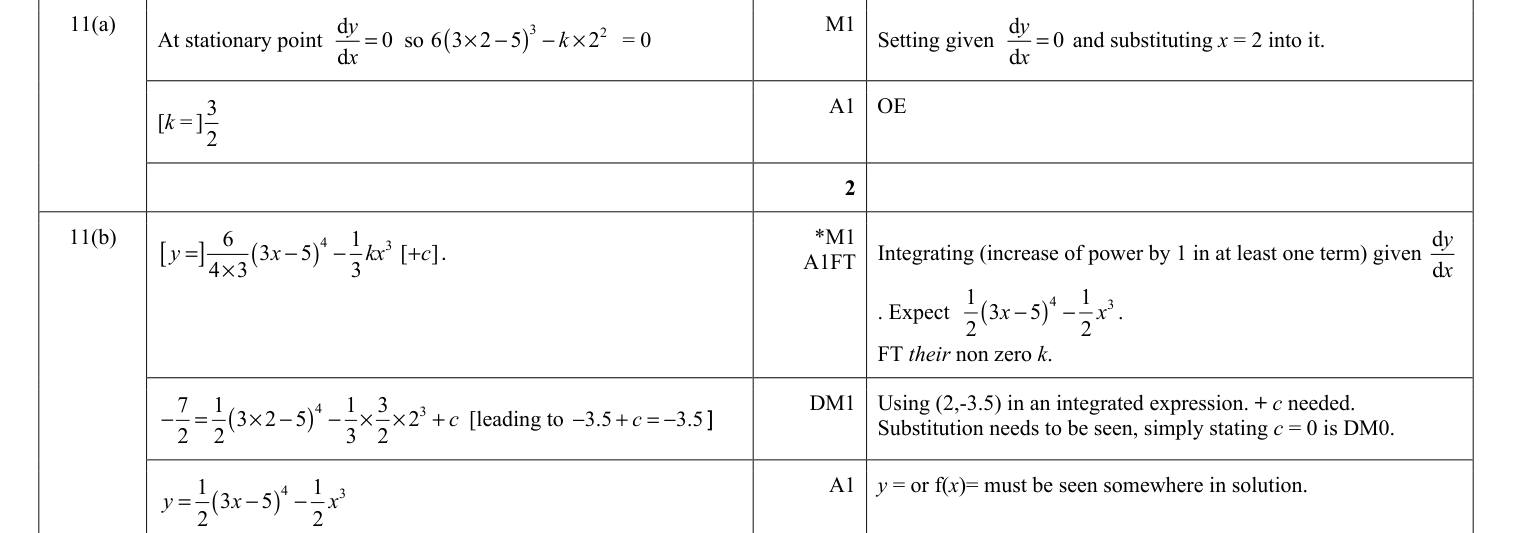 11(a) At stationary point dy/dx = 0 so 6(3×2−5)³ − k×2² = 0 M1 Setting given dy/dx = 0 and substituting x = 2 into it.
[k =] 3/2 A1 OE
2
11(b) [y =] 6/(4×3) (3x−5)⁴ − 1/3 kx³ [+c]. *M1 Integrating (increase of power by 1 in at least one term) given dy/dx
A1FT
. Expect 1/2 (3x−5)⁴ − 1/2 x³ .
FT their non zero k.
−7/2 = 1/2 (3×2−5)⁴ − 1/3 × 3/2 × 2³ + c [leading to −3.5 + c = −3.5] DM1 Using (2,-3.5) in an integrated expression. + c needed.
Substitution needs to be seen, simply stating c = 0 is DM0.
y = 1/2 (3x−5)⁴ − 1/2 x³ A1 y = or f(x)= must be seen somewhere in solution.